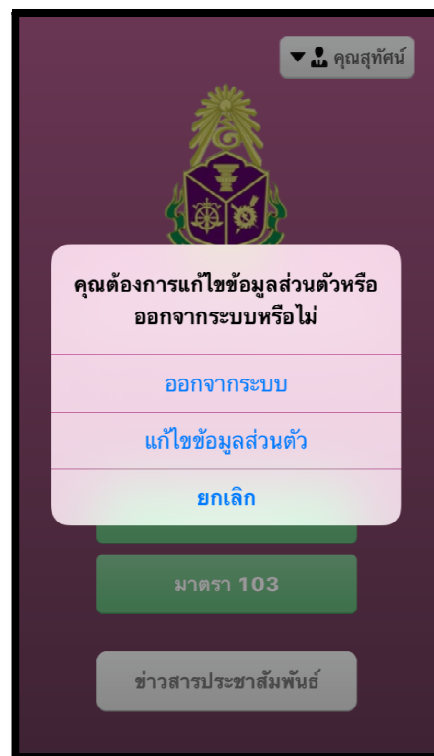 คุณสุทัศน์
คุณต้องการแก้ไขข้อมูลส่วนตัวหรือ
ออกจากระบบหรือไม่
ออกจากระบบ
แก้ไขข้อมูลส่วนตัว
ยกเลิก
มาตรา 103
ข่าวสารประชาสัมพันธ์